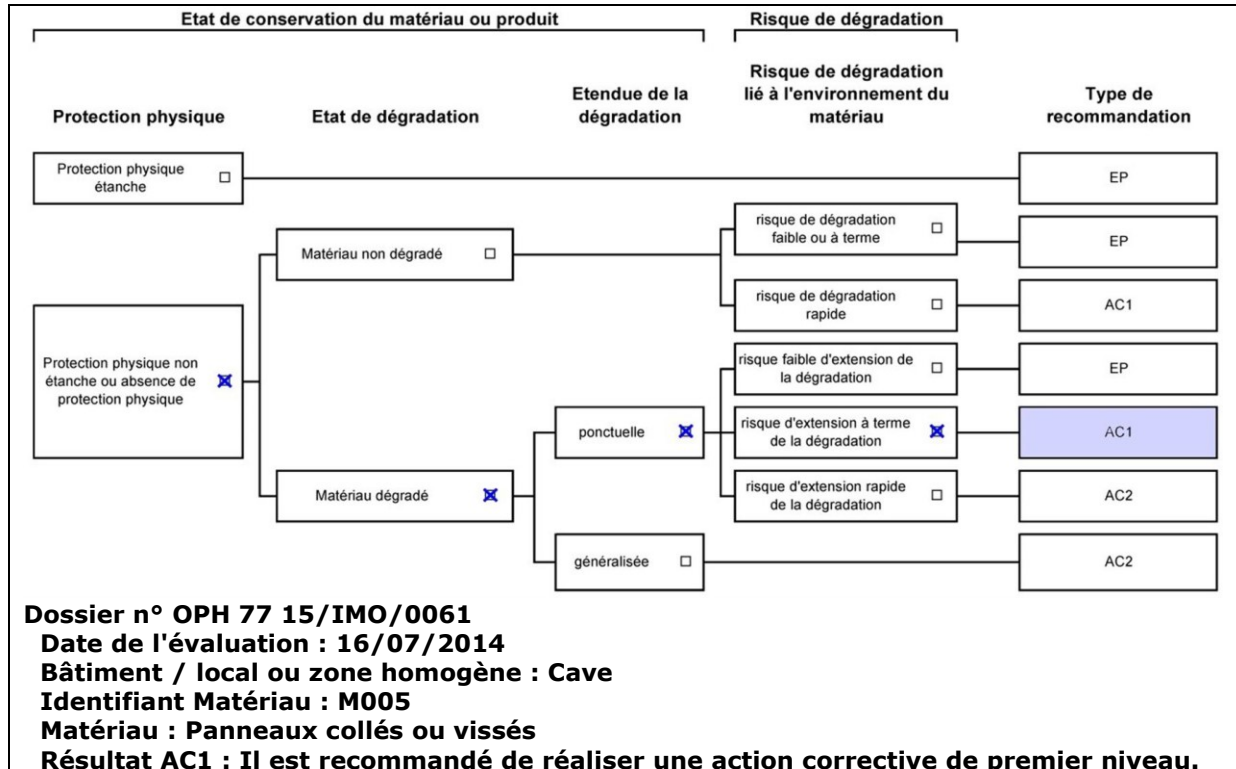 Etat de conservation du matériau ou produit
Risque de dégradation
Protection physique
Etat de dégradation
Etendue de la
dégradation
Risque de dégradation
lié à l'environnement du
matériau
Type de
recommandation
Protection physique
étanche
EP
Matériau non dégradé
risque de dégradation
faible ou à terme
EP
risque de dégradation
rapide
AC1
Protection physique non
étanche ou absence de
protection physique
risque faible d'extension de
la dégradation
EP
ponctuelle
risque d'extension à terme
de la dégradation
AC1
Matériau dégradé
risque d'extension rapide
de la dégradation
AC2
généralisée
AC2
Dossier n° OPH 77 15/IMO/0061
Date de l'évaluation : 16/07/2014
Bâtiment / local ou zone homogène : Cave
Identifiant Matériau : M005
Matériau : Panneaux collés ou vissés
Résultat AC1 : Il est recommandé de réaliser une action corrective de premier niveau.